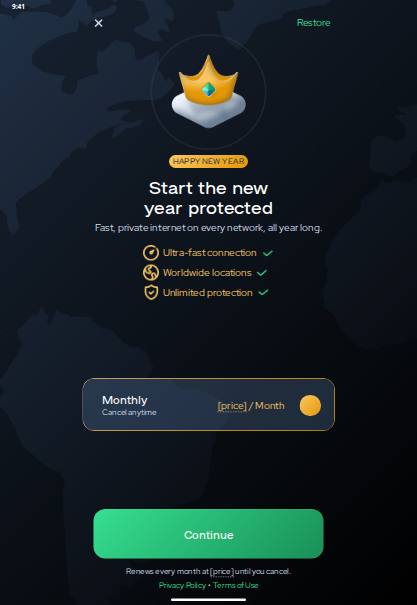 9:41
Restore
HAPPY NEW YEAR
Start the new
year protected
Fast, private internet on every network, all year long.
Ultra-fast connection
Worldwide locations
Unlimited protection
Monthly
Cancel anytime
[price] / Month
Continue
Renews every month at [price] until you cancel.
Privacy Policy • Terms of Use